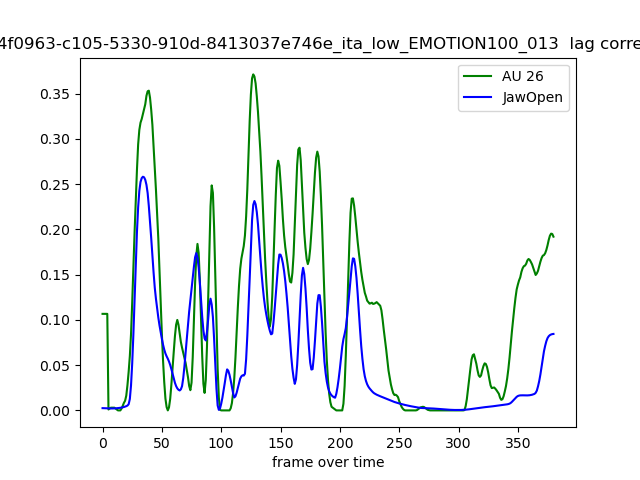 4f0963-c105-5330-910d-8413037e746e_ita_low_EMOTION100_013 lag corre
AU 26
JawOpen
0.35
0.30
0.25
0.20
0.15
0.10
0.05
0.00
0 50 100 150 200 250 300 350
frame over time